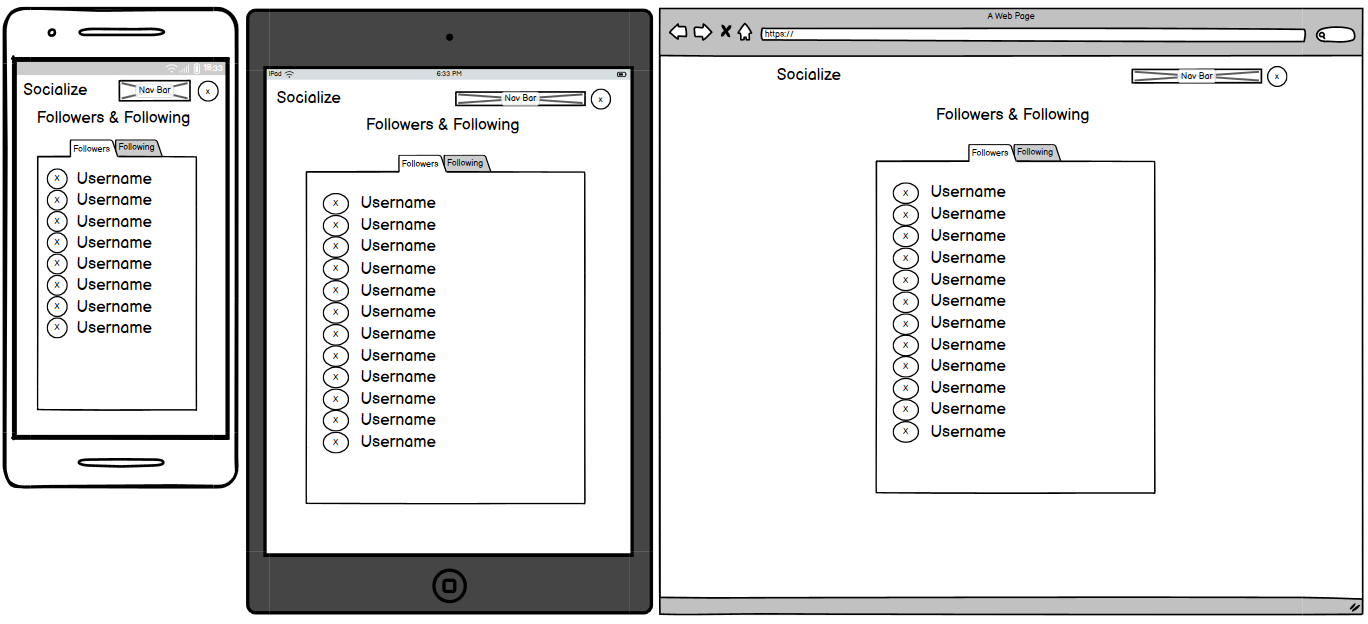 18:33
Socialize
Nav Bar
x
Followers & Following
Followers
Following
x Username
x Username
x Username
x Username
x Username
x Username
x Username
x Username
iPad
6:33 PM
Socialize
Nav Bar
x
Followers & Following
Followers
Following
x Username
x Username
x Username
x Username
x Username
x Username
x Username
x Username
x Username
x Username
x Username
x Username
A Web Page
https://
Socialize
Nav Bar
x
Followers & Following
Followers
Following
x Username
x Username
x Username
x Username
x Username
x Username
x Username
x Username
x Username
x Username
x Username
x Username